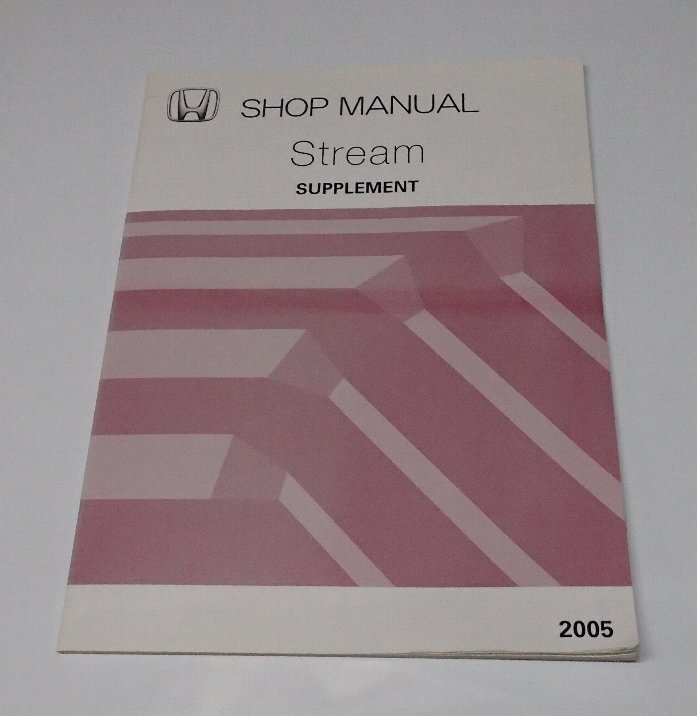 SHOP MANUAL
Stream
SUPPLEMENT
2005